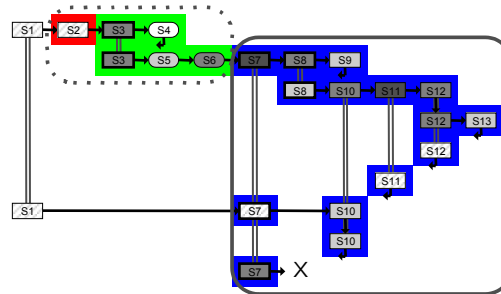 S1 S2 S3 S4
S3 S5 S6 S7 S8 S9
S8 S10 S11 S12
S12 S13
S12
S11
S1 S7 S10
S10
S7 X